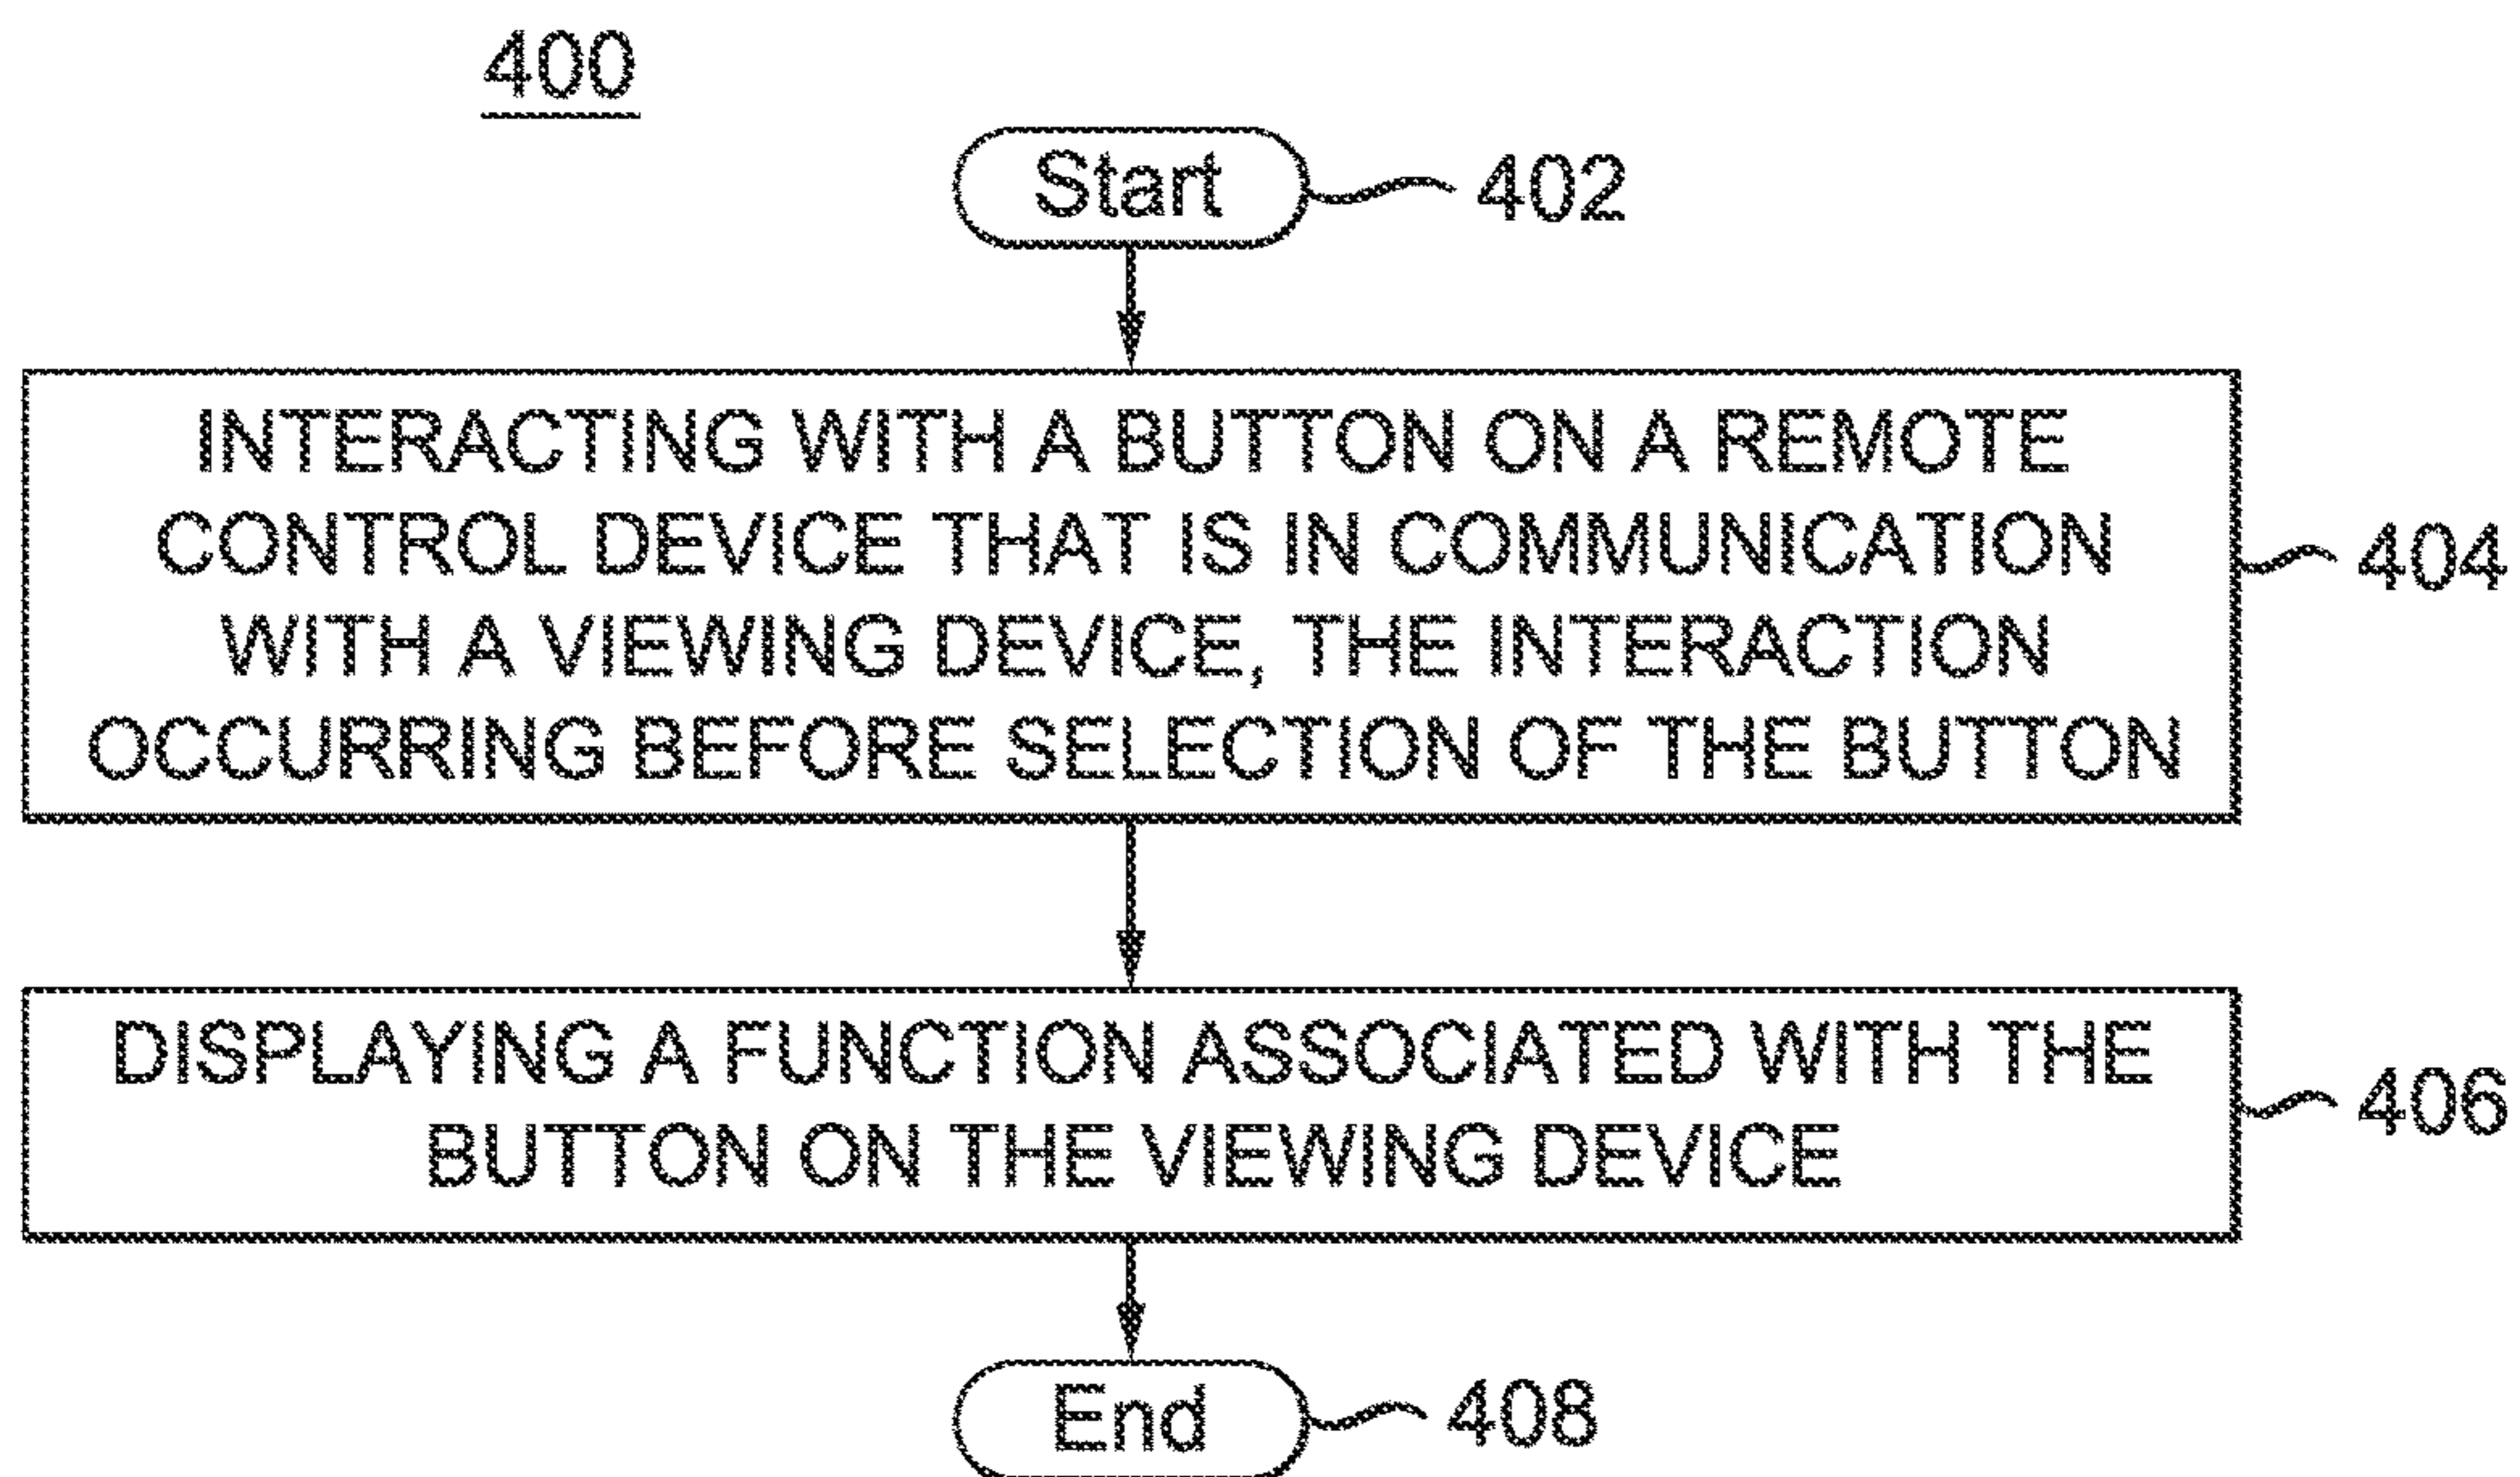 400
Start
402
INTERACTING WITH A BUTTON ON A REMOTE
CONTROL DEVICE THAT IS IN COMMUNICATION
WITH A VIEWING DEVICE, THE INTERACTION
OCCURRING BEFORE SELECTION OF THE BUTTON
404
DISPLAYING A FUNCTION ASSOCIATED WITH THE
BUTTON ON THE VIEWING DEVICE
406
End
408